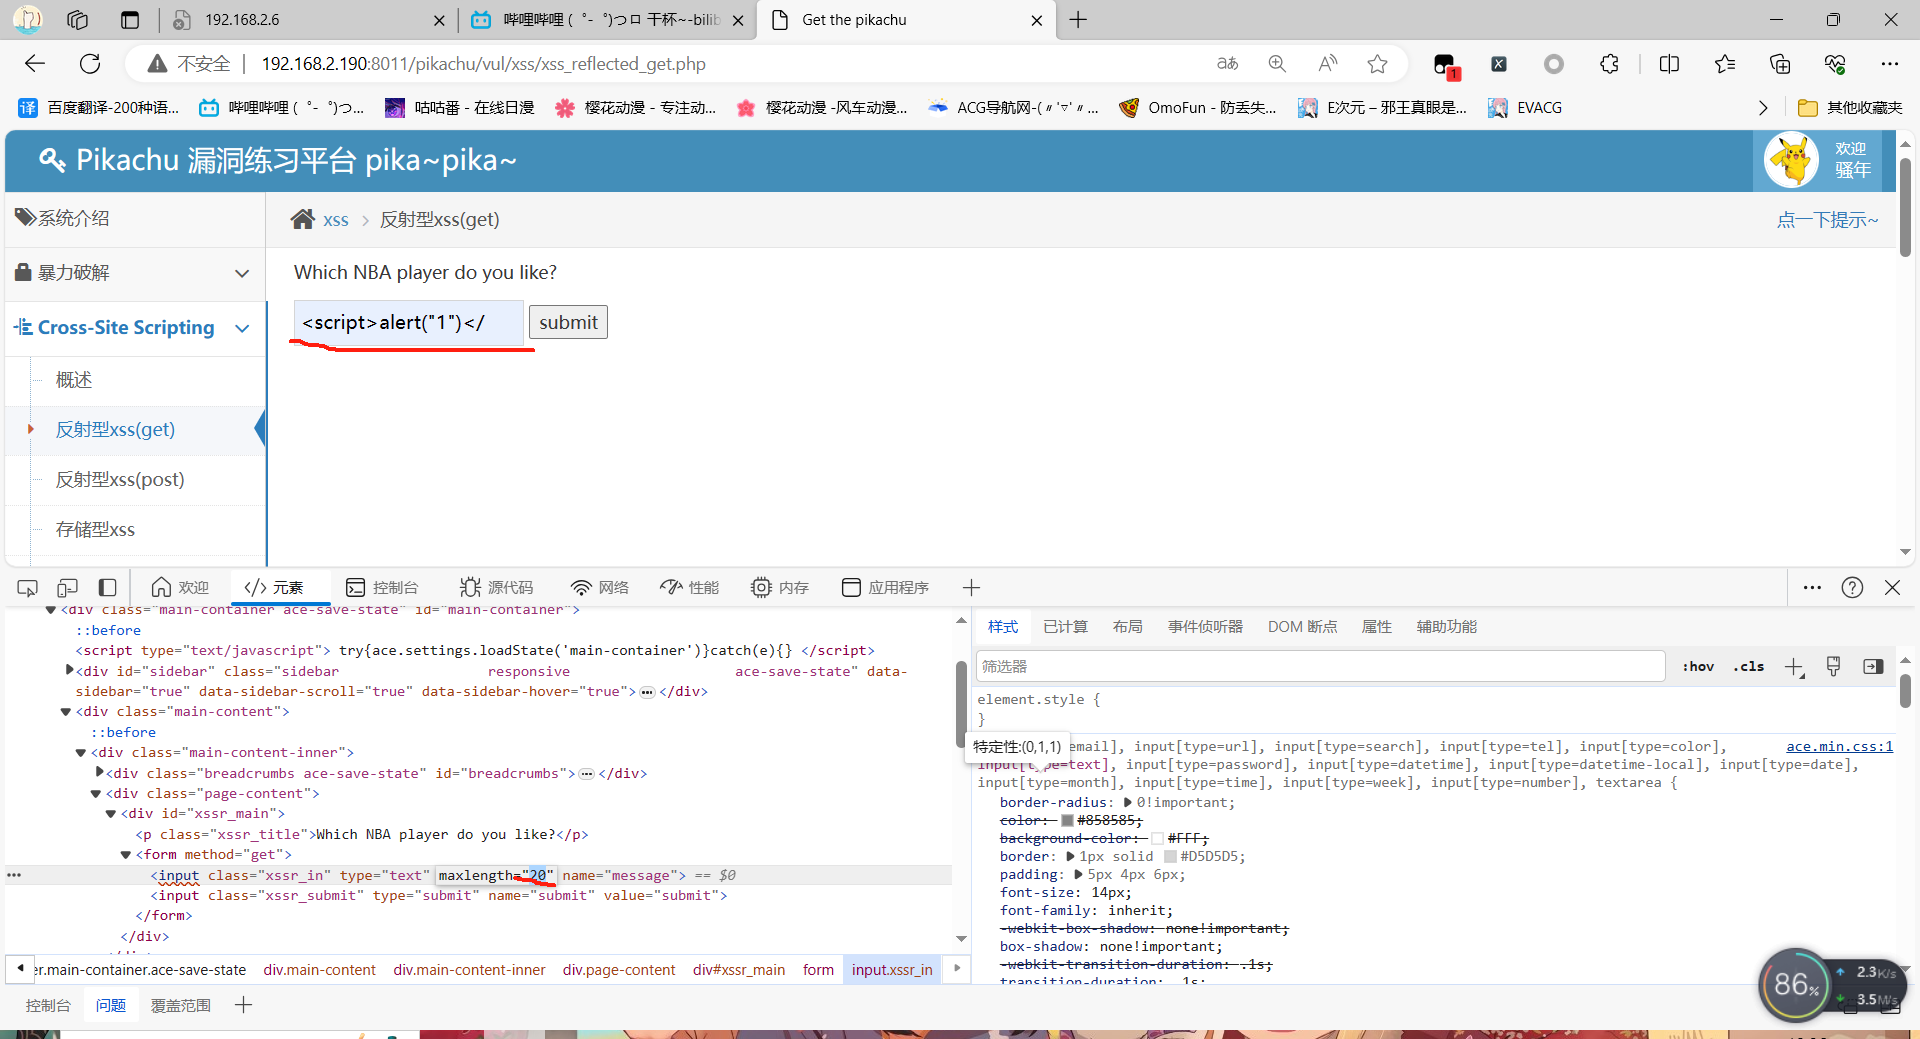 192.168.2.6
哔哩哔哩 (゜-゜)つロ 干杯~-bilib
Get the pikachu
不安全
192.168.2.190:8011/pikachu/vul/xss/xss_reflected_get.php
1
百度翻译-200种语...
哔哩哔哩 (゜-゜)つ...
咕咕番 - 在线日漫
樱花动漫 - 专注动...
樱花动漫 -风车动漫...
ACG导航网-(〃'▽'〃...
OmoFun - 防丢失...
E次元 – 邪王真眼是...
EVACG
其他收藏夹
Pikachu 漏洞练习平台 pika~pika~
欢迎
骚年
系统介绍
xss
反射型xss(get)
点一下提示~
暴力破解
Which NBA player do you like?
<script>alert("1")</
submit
Cross-Site Scripting
概述
反射型xss(get)
反射型xss(post)
存储型xss
欢迎
</> 元素
控制台
源代码
网络
性能
内存
应用程序
<div class="main-container ace-save-state" id="main-container">
::before
<script type="text/javascript"> try{ace.settings.loadState('main-container')}catch(e){} </script>
<div id="sidebar" class="sidebar responsive ace-save-state" data-
sidebar="true" data-sidebar-scroll="true" data-sidebar-hover="true"> … </div>
<div class="main-content">
::before
<div class="main-content-inner">
<div class="breadcrumbs ace-save-state" id="breadcrumbs"> … </div>
<div class="page-content">
<div id="xssr_main">
<p class="xssr_title">Which NBA player do you like?</p>
<form method="get">
<input class="xssr_in" type="text" maxlength="20" name="message"> == $0
<input class="xssr_submit" type="submit" name="submit" value="submit">
</form>
</div>
er.main-container.ace-save-state
div.main-content
div.main-content-inner
div.page-content
div#xssr_main
form
input.xssr_in
控制台
问题
覆盖范围
样式
已计算
布局
事件侦听器
DOM 断点
属性
辅助功能
筛选器
:hov
.cls
element.style {
}
特定性:(0,1,1)
email], input[type=url], input[type=search], input[type=tel], input[type=color],
ace.min.css:1
input[type=text], input[type=password], input[type=datetime], input[type=datetime-local], input[type=date],
input[type=month], input[type=time], input[type=week], input[type=number], textarea {
border-radius: 0!important;
color: #858585;
background-color: #FFF;
border: 1px solid #D5D5D5;
padding: 5px 4px 6px;
font-size: 14px;
font-family: inherit;
-webkit-box-shadow: none!important;
box-shadow: none!important;
-webkit-transition-duration: .1s;
transition-duration: .1s;
86%
2.3K/s
3.5M/s